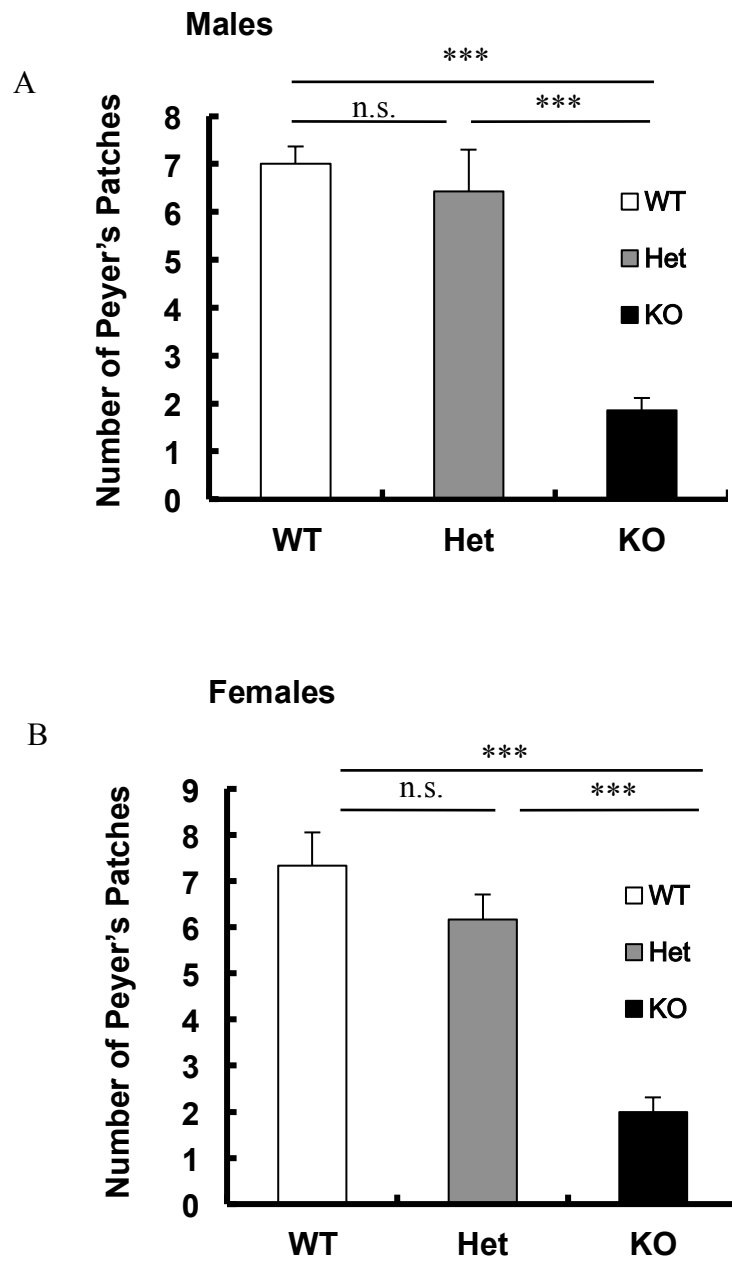 Males
A
***
n.s.
***
Number of Peyer's Patches
8
7
6
5
4
3
2
1
0
WT
Het
KO
WT
Het
KO
Females
B
***
n.s.
***
Number of Peyer's Patches
9
8
7
6
5
4
3
2
1
0
WT
Het
KO
WT
Het
KO